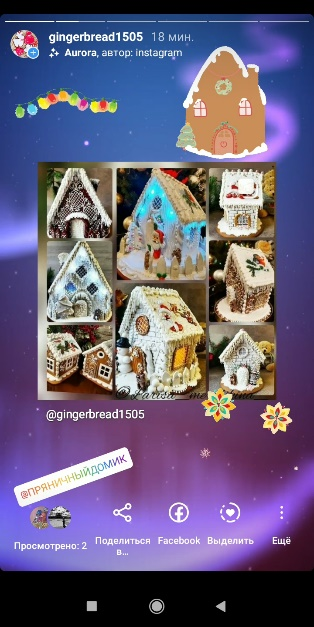 gingerbread1505 18 мин.
Aurora, автор: instagram
@gingerbread1505
@ПРЯНИЧНЫЙДОМИК
Просмотрено: 2
Поделиться в...
Facebook
Выделить
Ещё